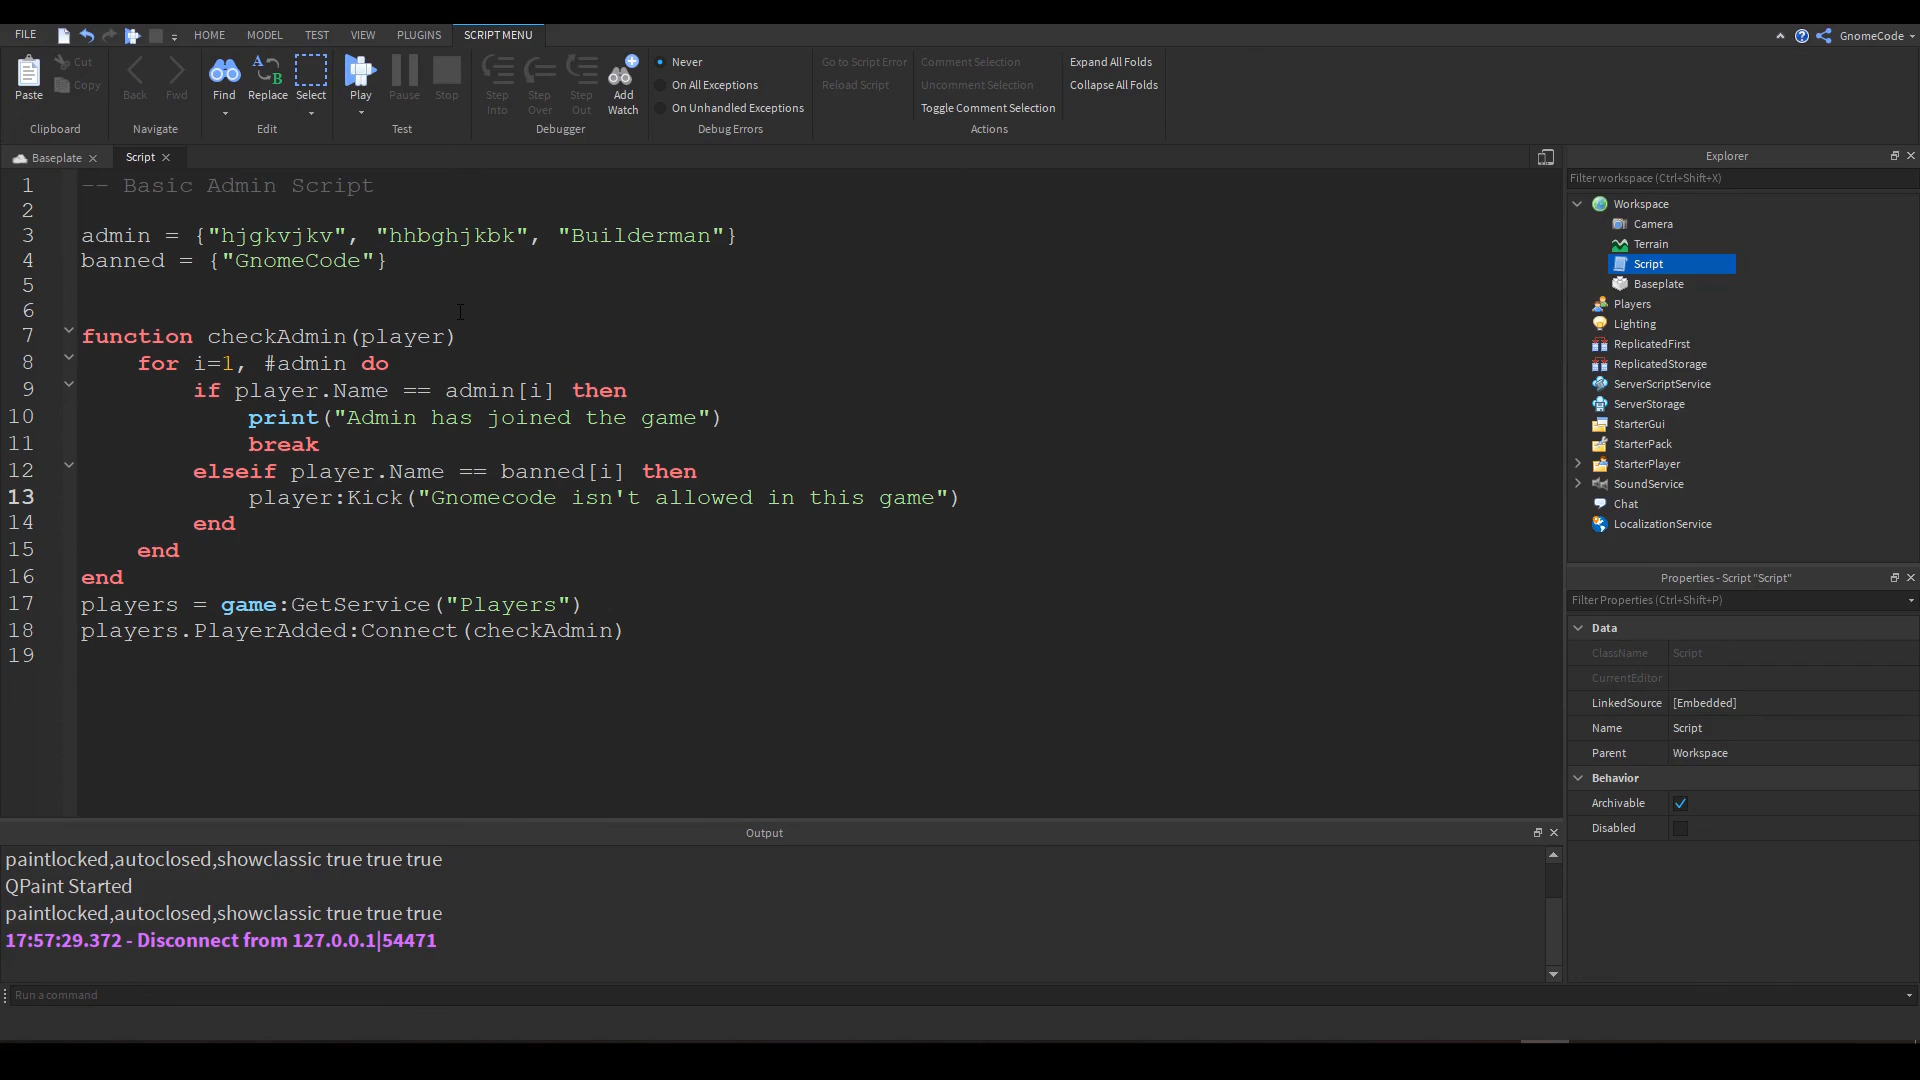 FILE HOME MODEL TEST VIEW PLUGINS SCRIPT MENU GnomeCode
Paste Cut Copy Back Fwd Find Replace Select Play Pause Stop Step Into Step Over Step Out Add Watch
Never
On All Exceptions
On Unhandled Exceptions
Go to Script Error
Reload Script
Comment Selection
Uncomment Selection
Toggle Comment Selection
Expand All Folds
Collapse All Folds
Clipboard Navigate Edit Test Debugger Debug Errors Actions
Baseplate Script
1 -- Basic Admin Script
2
3 admin = {"hjgkvjkv", "hhbghjkbk", "Builderman"}
4 banned = {"GnomeCode"}
5
6
7 function checkAdmin(player)
8 for i=1, #admin do
9 if player.Name == admin[i] then
10 print("Admin has joined the game")
11 break
12 elseif player.Name == banned[i] then
13 player:Kick("Gnomecode isn't allowed in this game")
14 end
15 end
16 end
17 players = game:GetService("Players")
18 players.PlayerAdded:Connect(checkAdmin)
19
Output
paintlocked,autoclosed,showclassic true true true
QPaint Started
paintlocked,autoclosed,showclassic true true true
17:57:29.372 - Disconnect from 127.0.0.1|54471
Run a command
Explorer
Filter workspace (Ctrl+Shift+X)
Workspace
Camera
Terrain
Script
Baseplate
Players
Lighting
ReplicatedFirst
ReplicatedStorage
ServerScriptService
ServerStorage
StarterGui
StarterPack
StarterPlayer
SoundService
Chat
LocalizationService
Properties - Script "Script"
Filter Properties (Ctrl+Shift+P)
Data
ClassName Script
CurrentEditor
LinkedSource [Embedded]
Name Script
Parent Workspace
Behavior
Archivable
Disabled